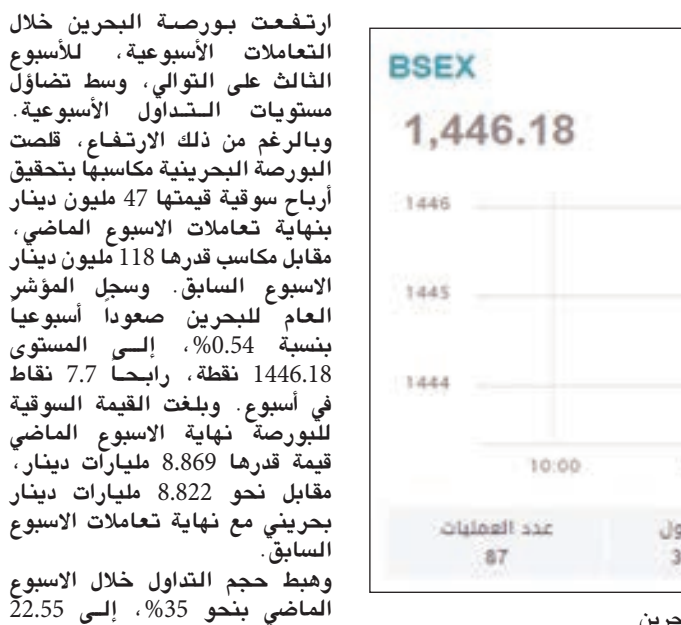 ارتفعت بورصة البحرين خلال
التعاملات الأسبوعية، للأسبوع
الثالث على التوالي، وسط تضاؤل
مستويات التداول الأسبوعية.
وبالرغم من ذلك الارتفاع، قلصت
البورصة البحرينية مكاسبها بتحقيق
أرباح سوقية قيمتها 47 مليون دينار
بنهاية تعاملات الاسبوع الماضي،
مقابل مكاسب قدرها 118 مليون دينار
الاسبوع السابق. وسجل المؤشر
العام للبحرين صعوداً أسبوعياً
بنسبة 0.54%، إلى المستوى
1446.18 نقطة، رابحاً 7.7 نقاط
في أسبوع. وبلغت القيمة السوقية
للبورصة نهاية الاسبوع الماضي
قيمة قدرها 8.869 مليارات دينار،
مقابل نحو 8.822 مليارات دينار
بحريني مع نهاية تعاملات الاسبوع
السابق.
وهبط حجم التداول خلال الاسبوع
الماضي بنحو 35%، إلى 22.55
BSEX
1,446.18
1446
1445
1444
10:00
عدد العمليات
87